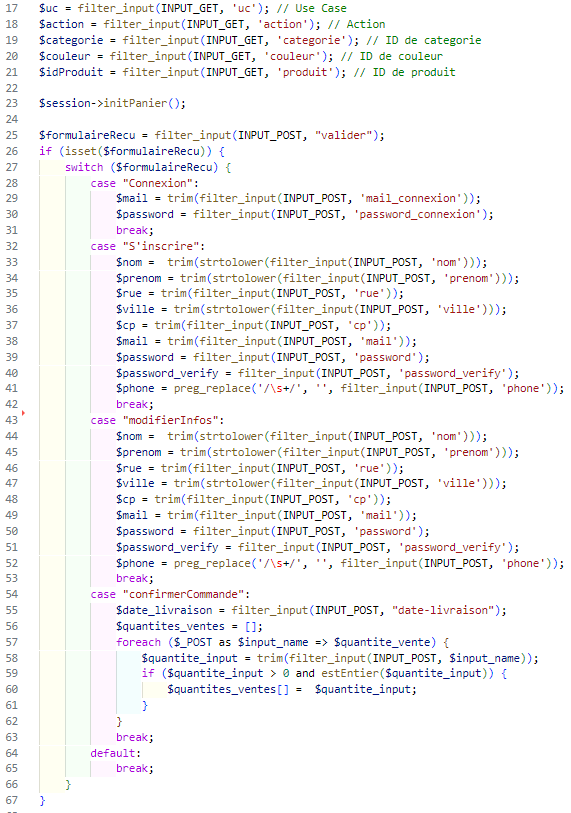 17 $uc = filter_input(INPUT_GET, 'uc'); // Use Case
18 $action = filter_input(INPUT_GET, 'action'); // Action
19 $categorie = filter_input(INPUT_GET, 'categorie'); // ID de categorie
20 $couleur = filter_input(INPUT_GET, 'couleur'); // ID de couleur
21 $idProduit = filter_input(INPUT_GET, 'produit'); // ID de produit
22
23 $session->initPanier();
24
25 $formulaireRecu = filter_input(INPUT_POST, "valider");
26 if (isset($formulaireRecu)) {
27 switch ($formulaireRecu) {
28 case "Connexion":
29 $mail = trim(filter_input(INPUT_POST, 'mail_connexion'));
30 $password = filter_input(INPUT_POST, 'password_connexion');
31 break;
32 case "S'inscrire":
33 $nom =  trim(strtolower(filter_input(INPUT_POST, 'nom')));
34 $prenom = trim(strtolower(filter_input(INPUT_POST, 'prenom')));
35 $rue = trim(filter_input(INPUT_POST, 'rue'));
36 $ville = trim(strtolower(filter_input(INPUT_POST, 'ville')));
37 $cp = trim(filter_input(INPUT_POST, 'cp'));
38 $mail = trim(filter_input(INPUT_POST, 'mail'));
39 $password = filter_input(INPUT_POST, 'password');
40 $password_verify = filter_input(INPUT_POST, 'password_verify');
41 $phone = preg_replace('/\s+/', '', filter_input(INPUT_POST, 'phone'));
42 break;
43 case "modifierInfos":
44 $nom =  trim(strtolower(filter_input(INPUT_POST, 'nom')));
45 $prenom = trim(strtolower(filter_input(INPUT_POST, 'prenom')));
46 $rue = trim(filter_input(INPUT_POST, 'rue'));
47 $ville = trim(strtolower(filter_input(INPUT_POST, 'ville')));
48 $cp = trim(filter_input(INPUT_POST, 'cp'));
49 $mail = trim(filter_input(INPUT_POST, 'mail'));
50 $password = filter_input(INPUT_POST, 'password');
51 $password_verify = filter_input(INPUT_POST, 'password_verify');
52 $phone = preg_replace('/\s+/', '', filter_input(INPUT_POST, 'phone'));
53 break;
54 case "confirmerCommande":
55 $date_livraison = filter_input(INPUT_POST, "date-livraison");
56 $quantites_ventes = [];
57 foreach ($_POST as $input_name => $quantite_vente) {
58 $quantite_input = trim(filter_input(INPUT_POST, $input_name));
59 if ($quantite_input > 0 and estEntier($quantite_input)) {
60 $quantites_ventes[] =  $quantite_input;
61 }
62 }
63 break;
64 default:
65 break;
66 }
67 }